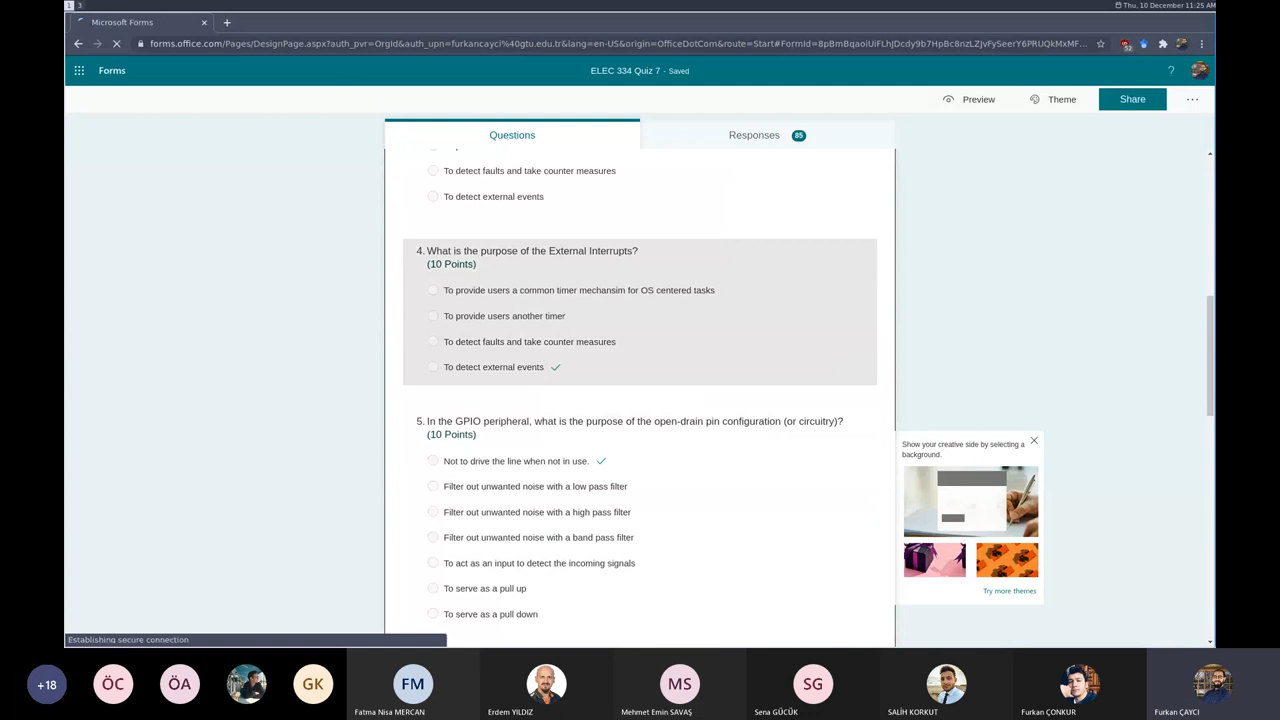 1 3
Thu, 10 December 11:25 AM
Microsoft Forms
forms.office.com/Pages/DesignPage.aspx?auth_pvr=OrgId&auth_upn=furkancayci%40gtu.edu.tr&lang=en-US&origin=OfficeDotCom&route=Start#FormId=8pBmBqaoiUiFLhJDcdy9b7HpBc8nzLZJvFySeerY6PRUQkMxMF...
52
Forms
ELEC 334 Quiz 7 - Saved
?
Preview
Theme
Share
Questions
Responses 85
To detect faults and take counter measures
To detect external events
4. What is the purpose of the External Interrupts?
(10 Points)
To provide users a common timer mechansim for OS centered tasks
To provide users another timer
To detect faults and take counter measures
To detect external events
5. In the GPIO peripheral, what is the purpose of the open-drain pin configuration (or circuitry)?
(10 Points)
Not to drive the line when not in use.
Filter out unwanted noise with a low pass filter
Filter out unwanted noise with a high pass filter
Filter out unwanted noise with a band pass filter
To act as an input to detect the incoming signals
To serve as a pull up
To serve as a pull down
Show your creative side by selecting a
background.
Try more themes
Establishing secure connection
+18
ÖC
ÖA
GK
FM
MS
SG
Fatma Nisa MERCAN
Erdem YILDIZ
Mehmet Emin SAVAŞ
Sena GÜCÜK
SALİH KORKUT
Furkan ÇONKUR
Furkan ÇAYCI